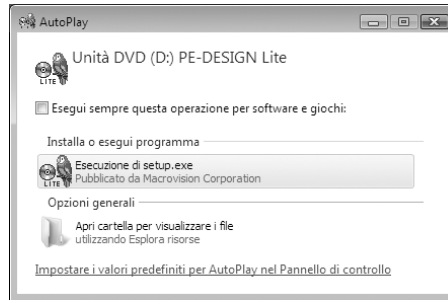 AutoPlay
Unità DVD (D:) PE-DESIGN Lite
LITE
Esegui sempre questa operazione per software e giochi:
Installa o esegui programma
Esecuzione di setup.exe
Pubblicato da Macrovision Corporation
LITE
Opzioni generali
Apri cartella per visualizzare i file
utilizzando Esplora risorse
Impostare i valori predefiniti per AutoPlay nel Pannello di controllo